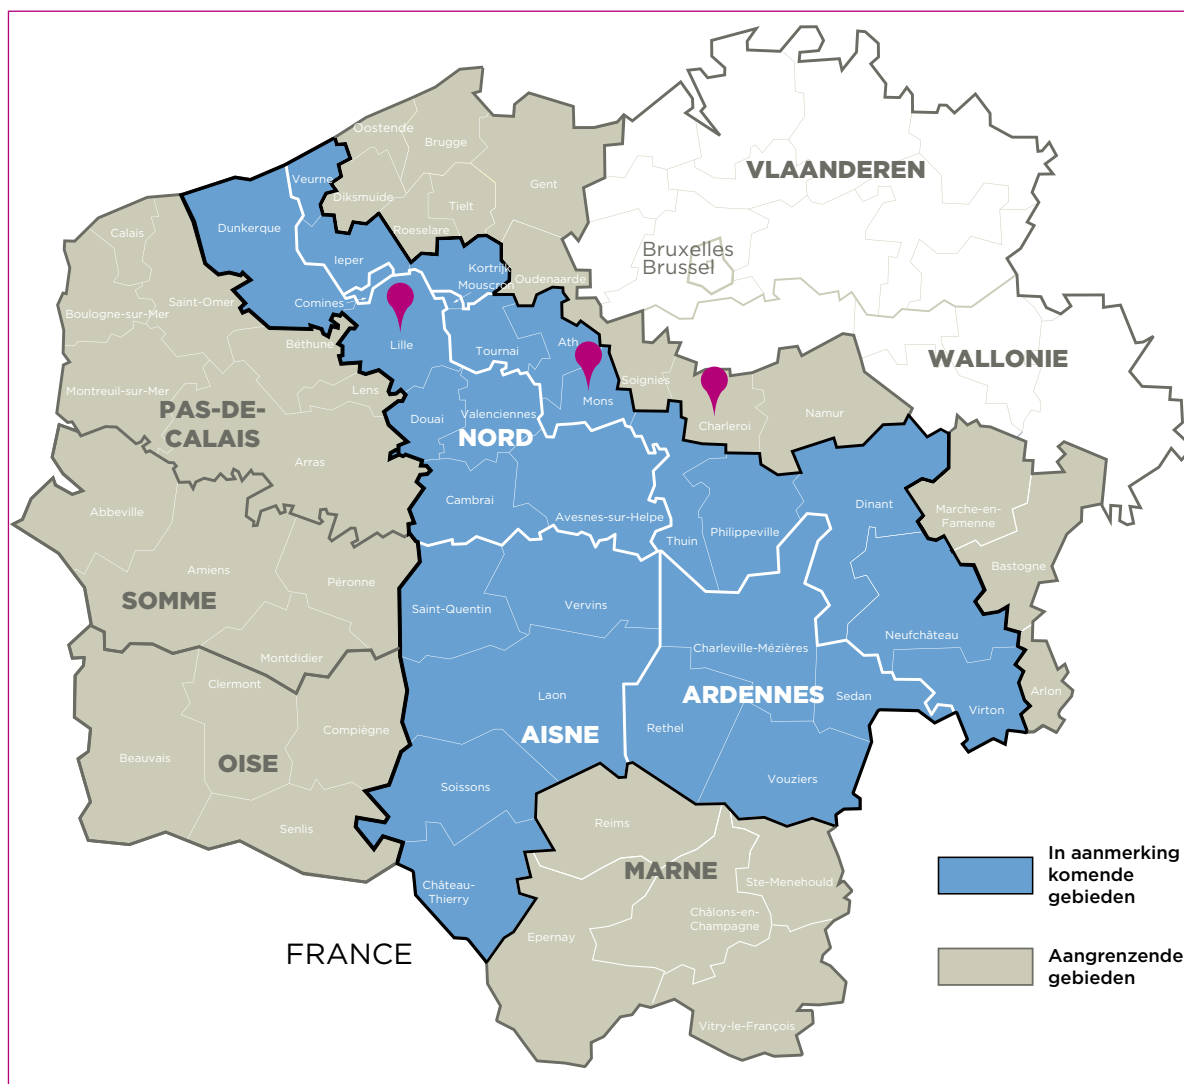 Oostende
Brugge
VLAANDEREN
Veurne
Gent
Diksmuide
Tielt
Dunkerque
Roeselare
Calais
Bruxelles
Brussel
Ieper
Kortrijk
Mouscron
Oudenaarde
Saint-Omer
Comines
Boulogne-sur-Mer
Béthune
Lille
Tournai
Ath
WALLONIE
Soignies
Montreuil-sur-Mer
Lens
Mons
PAS-DE-
CALAIS
Douai
Valenciennes
NORD
Charleroi
Namur
Arras
Cambrai
Dinant
Abbeville
Avesnes-sur-Helpe
Thuin
Philippeville
Marche-en-
Famenne
Bastogne
Amiens
Péronne
SOMME
Saint-Quentin
Vervins
Neufchâteau
Montdidier
Charleville-Mézières
Clermont
Laon
ARDENNES
Sedan
Arlon
Virton
Compiègne
AISNE
Rethel
Beauvais
OISE
Soissons
Vouziers
Senlis
Reims
MARNE
In aanmerking
komende
gebieden
Château-
Thierry
Ste-Menehould
Châlons-en-
Champagne
Epernay
FRANCE
Aangrenzende
gebieden
Vitry-le-François